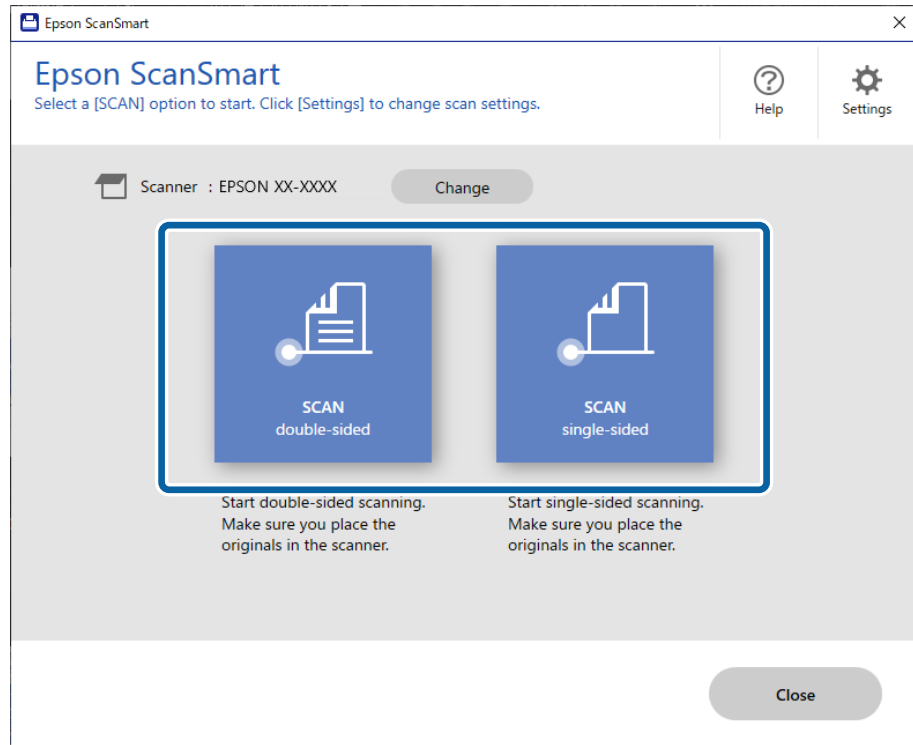 Epson ScanSmart
Epson ScanSmart
Select a [SCAN] option to start. Click [Settings] to change scan settings.
Help
Settings
Scanner : EPSON XX-XXXX
Change
SCAN
double-sided
SCAN
single-sided
Start double-sided scanning.
Make sure you place the
originals in the scanner.
Start single-sided scanning.
Make sure you place the
originals in the scanner.
Close